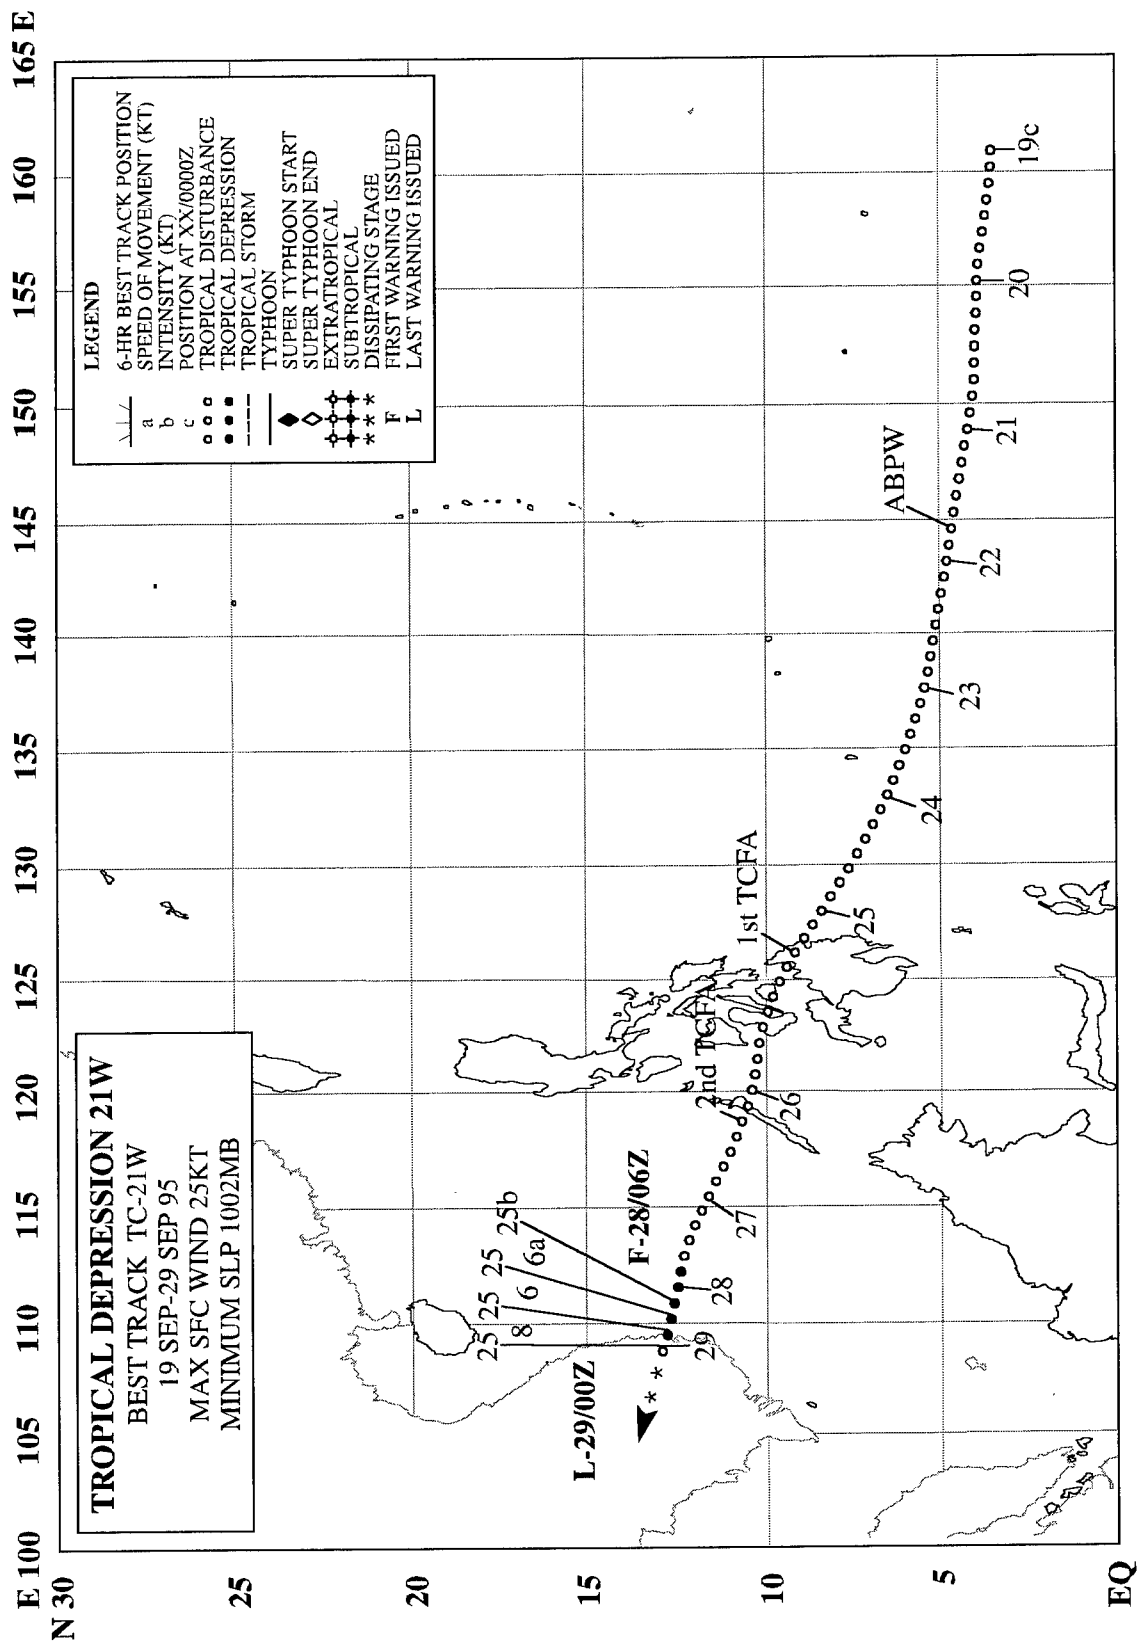 TROPICAL DEPRESSION 21W
BEST TRACK TC-21W
19 SEP-29 SEP 95
MAX SFC WIND 25KT
MINIMUM SLP 1002MB
LEGEND
6-HR BEST TRACK POSITION
a SPEED OF MOVEMENT (KT)
b INTENSITY (KT)
c POSITION AT XX/0000Z
TROPICAL DISTURBANCE
TROPICAL DEPRESSION
TROPICAL STORM
TYPHOON
SUPER TYPHOON START
SUPER TYPHOON END
EXTRATROPICAL
SUBTROPICAL
*** DISSIPATING STAGE
F FIRST WARNING ISSUED
L LAST WARNING ISSUED
E 100 105 110 115 120 125 130 135 140 145 150 155 160 165 E
N 30
25
20
15
10
5
EQ
25 25 25 25b
8 6 6a
L-29/00Z
F-28/06Z
2nd TCFA
1st TCFA
ABPW
29
28
27
26
25
24
23
22
21
20
19c